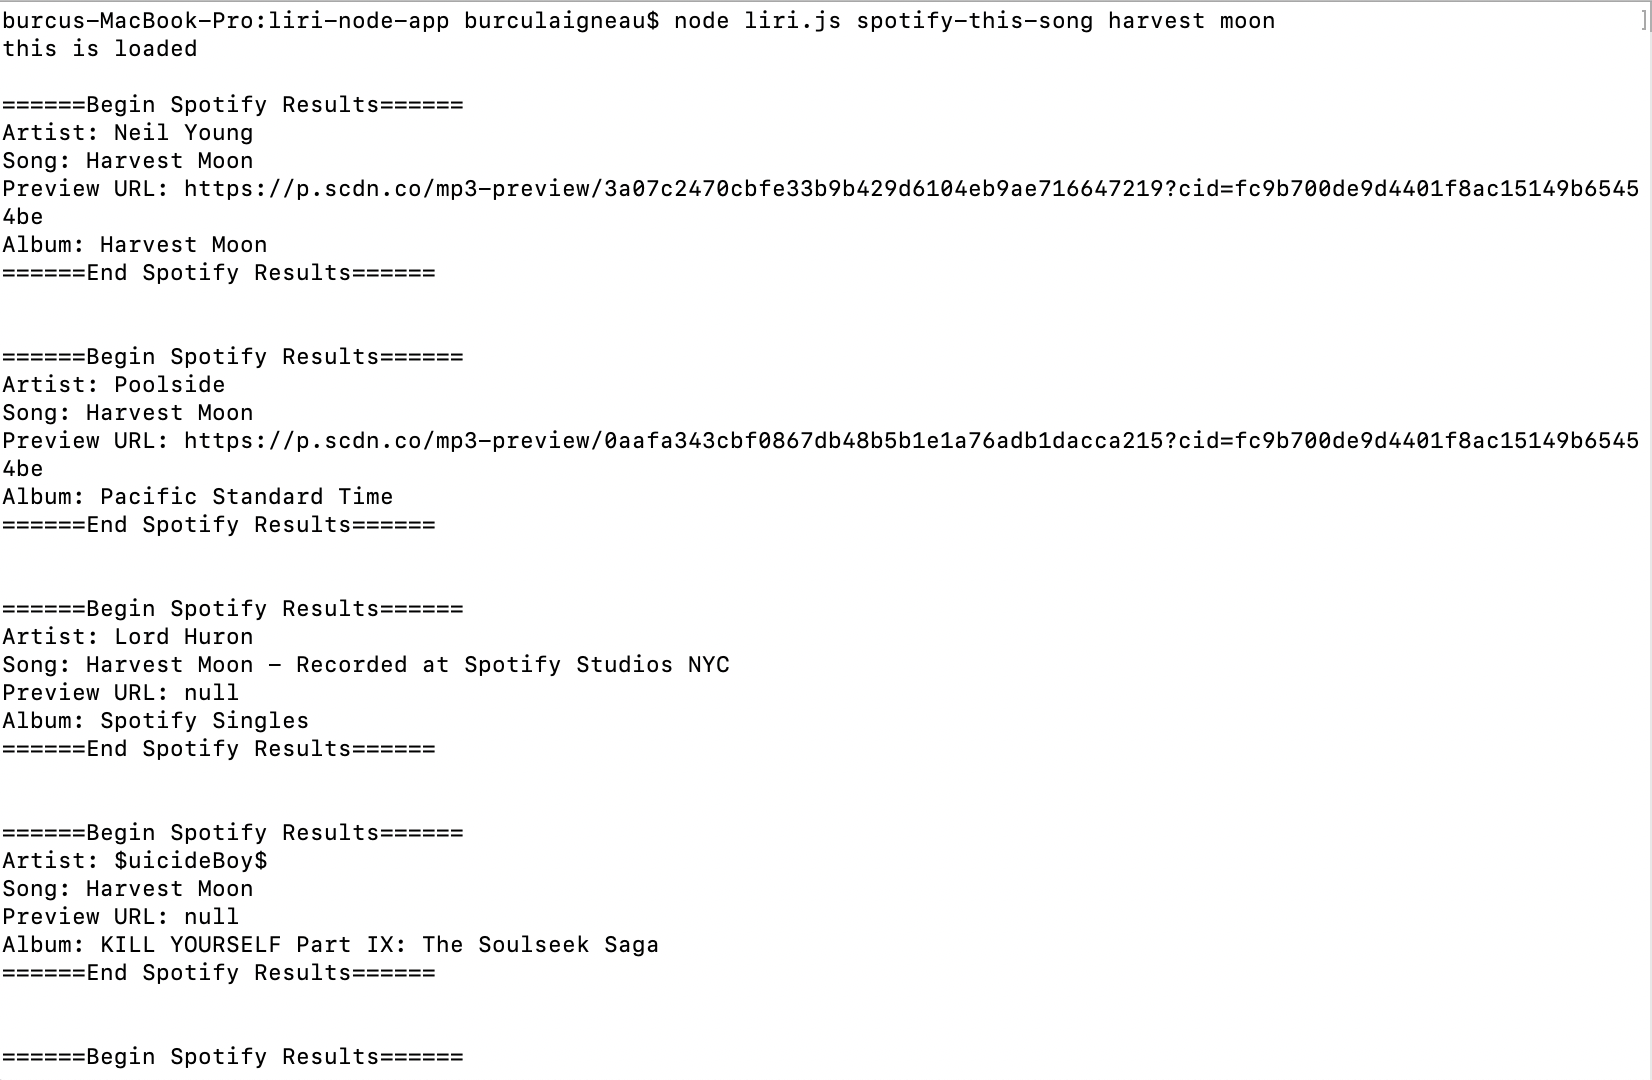 burcus-MacBook-Pro:liri-node-app burculaigneau$ node liri.js spotify-this-song harvest moon ]
this is loaded
======Begin Spotify Results======
Artist: Neil Young
Song: Harvest Moon
Preview URL: https://p.scdn.co/mp3-preview/3a07c2470cbfe33b9b429d6104eb9ae716647219?cid=fc9b700de9d4401f8ac15149b6545
4be
Album: Harvest Moon
======End Spotify Results======
======Begin Spotify Results======
Artist: Poolside
Song: Harvest Moon
Preview URL: https://p.scdn.co/mp3-preview/0aafa343cbf0867db48b5b1e1a76adb1dacca215?cid=fc9b700de9d4401f8ac15149b6545
4be
Album: Pacific Standard Time
======End Spotify Results======
======Begin Spotify Results======
Artist: Lord Huron
Song: Harvest Moon - Recorded at Spotify Studios NYC
Preview URL: null
Album: Spotify Singles
======End Spotify Results======
======Begin Spotify Results======
Artist: $uicideBoy$
Song: Harvest Moon
Preview URL: null
Album: KILL YOURSELF Part IX: The Soulseek Saga
======End Spotify Results======
======Begin Spotify Results======